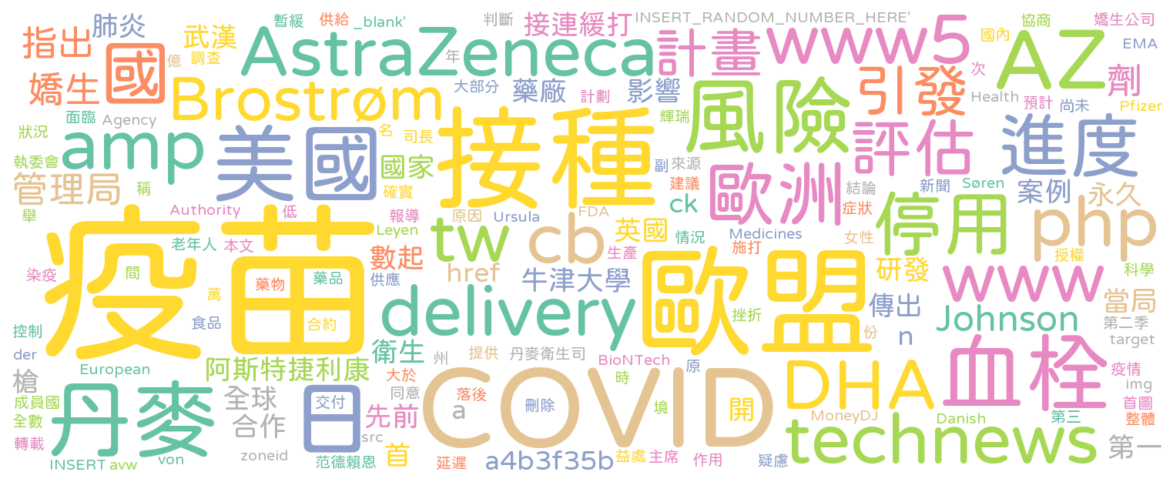 暫緩 供給 _blank' 判斷 接連緩打 INSERT_RANDOM_NUMBER_HERE' 協商 嬌生公司
指出 國 肺炎 武漢 調查 億 AstraZeneca 年 計畫 www5 國內 AZ EMA
嬌生 Brostrøm 大部分 藥廠 計劃 影響 風險 引發 次 Health 預計 尚未 劑 Pfizer
狀況 面臨 Agency 名 司長 接種 輝瑞 評估 進度
執委會 amp 美國 國家 副 來源 歐洲 結論 新聞 Søren 案例 永久
管理局 稱 確實 建議 ck 症狀
舉 Authority 低 報導 原因 Ursula FDA 英國 Medicines 女性 停用 php
疫苗 老年人 本文 Leyen tw cb 生產 情況 施打 授權
染疫 間 藥物 藥品 數起 供應 href 牛津大學 歐盟 研發 www 科學
萬 delivery 傳出 當局
控制 食品 合約 挫折 份 n Johnson 第二季
der 衛生 州 提供 丹麥衛生司 原 target
European 阿斯特捷利康 BioNTech 血栓 疫情
槍 大於 同意 時 DHA img
成員國 丹麥 全球 日 交付 先前 a 落後 COVID 刪除 境 開 MoneyDJ Danish 第三 首圖
全數 合作 整體
轉載 src technews 第一
INSERT avw von zoneid 范德賴恩 首 延遲 a4b3f35b 益處 主席 作用 疑慮